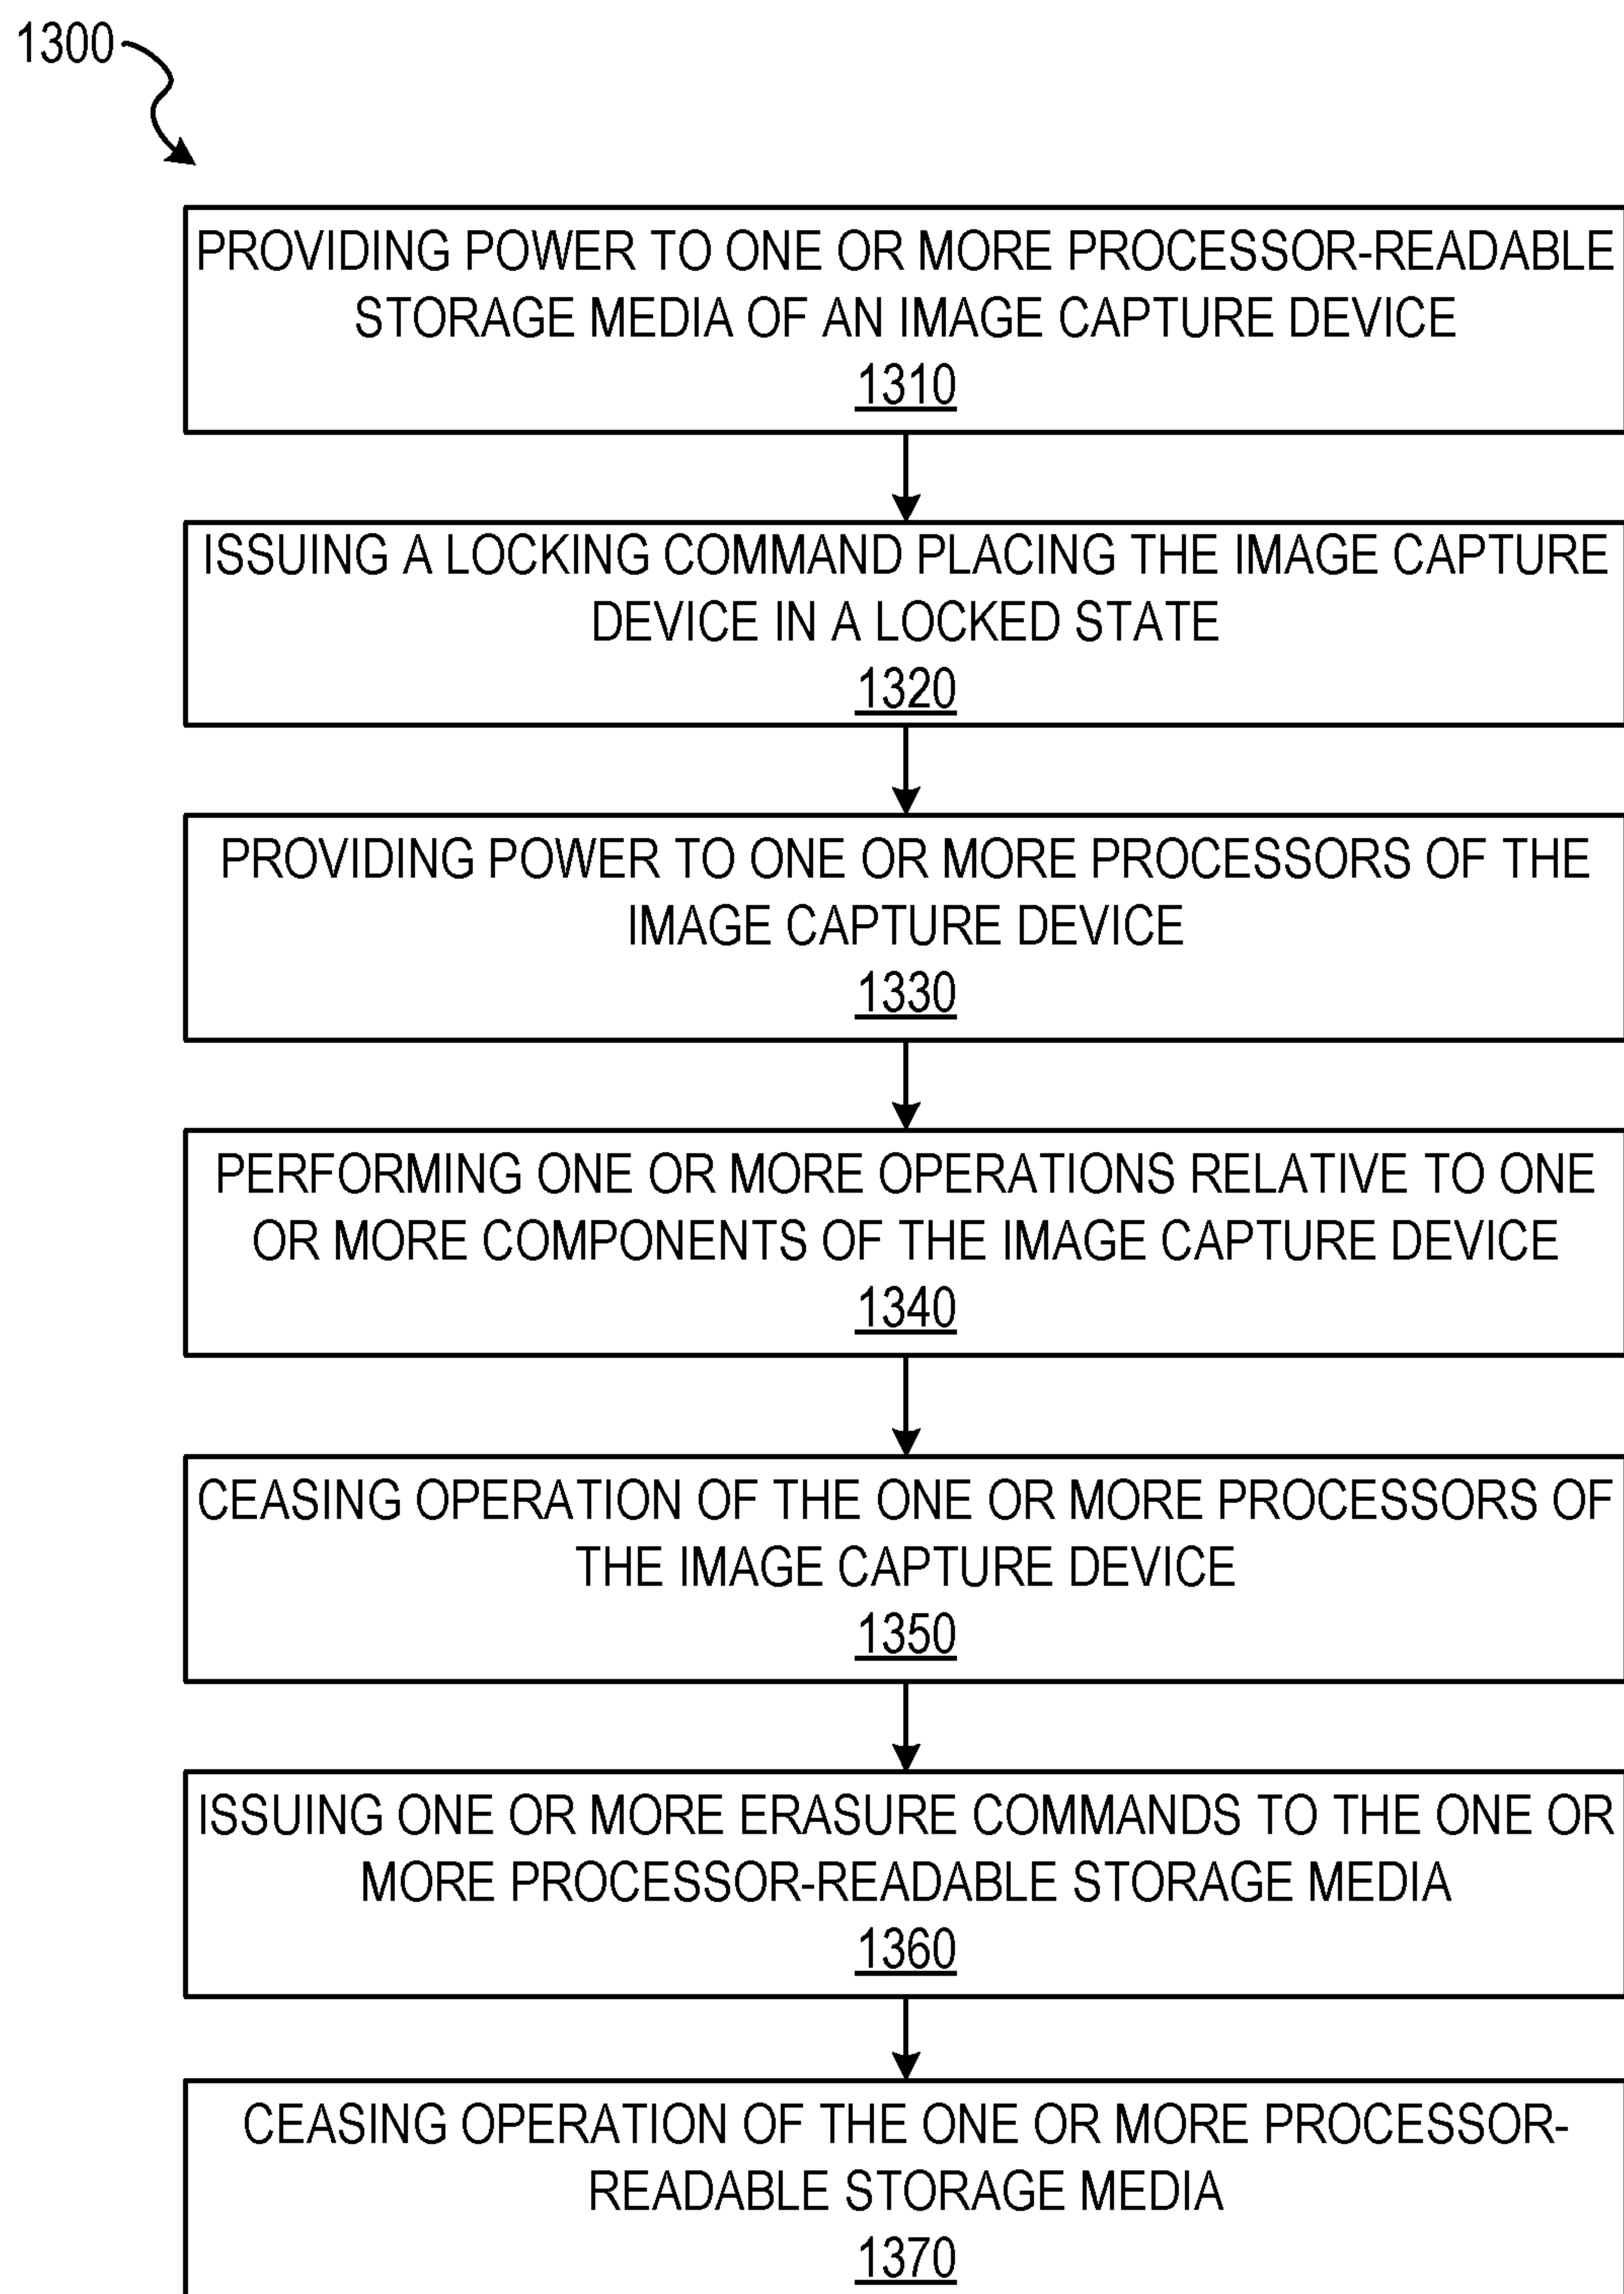 1300
PROVIDING POWER TO ONE OR MORE PROCESSOR-READABLE
STORAGE MEDIA OF AN IMAGE CAPTURE DEVICE
1310
ISSUING A LOCKING COMMAND PLACING THE IMAGE CAPTURE
DEVICE IN A LOCKED STATE
1320
PROVIDING POWER TO ONE OR MORE PROCESSORS OF THE
IMAGE CAPTURE DEVICE
1330
PERFORMING ONE OR MORE OPERATIONS RELATIVE TO ONE
OR MORE COMPONENTS OF THE IMAGE CAPTURE DEVICE
1340
CEASING OPERATION OF THE ONE OR MORE PROCESSORS OF
THE IMAGE CAPTURE DEVICE
1350
ISSUING ONE OR MORE ERASURE COMMANDS TO THE ONE OR
MORE PROCESSOR-READABLE STORAGE MEDIA
1360
CEASING OPERATION OF THE ONE OR MORE PROCESSOR-
READABLE STORAGE MEDIA
1370